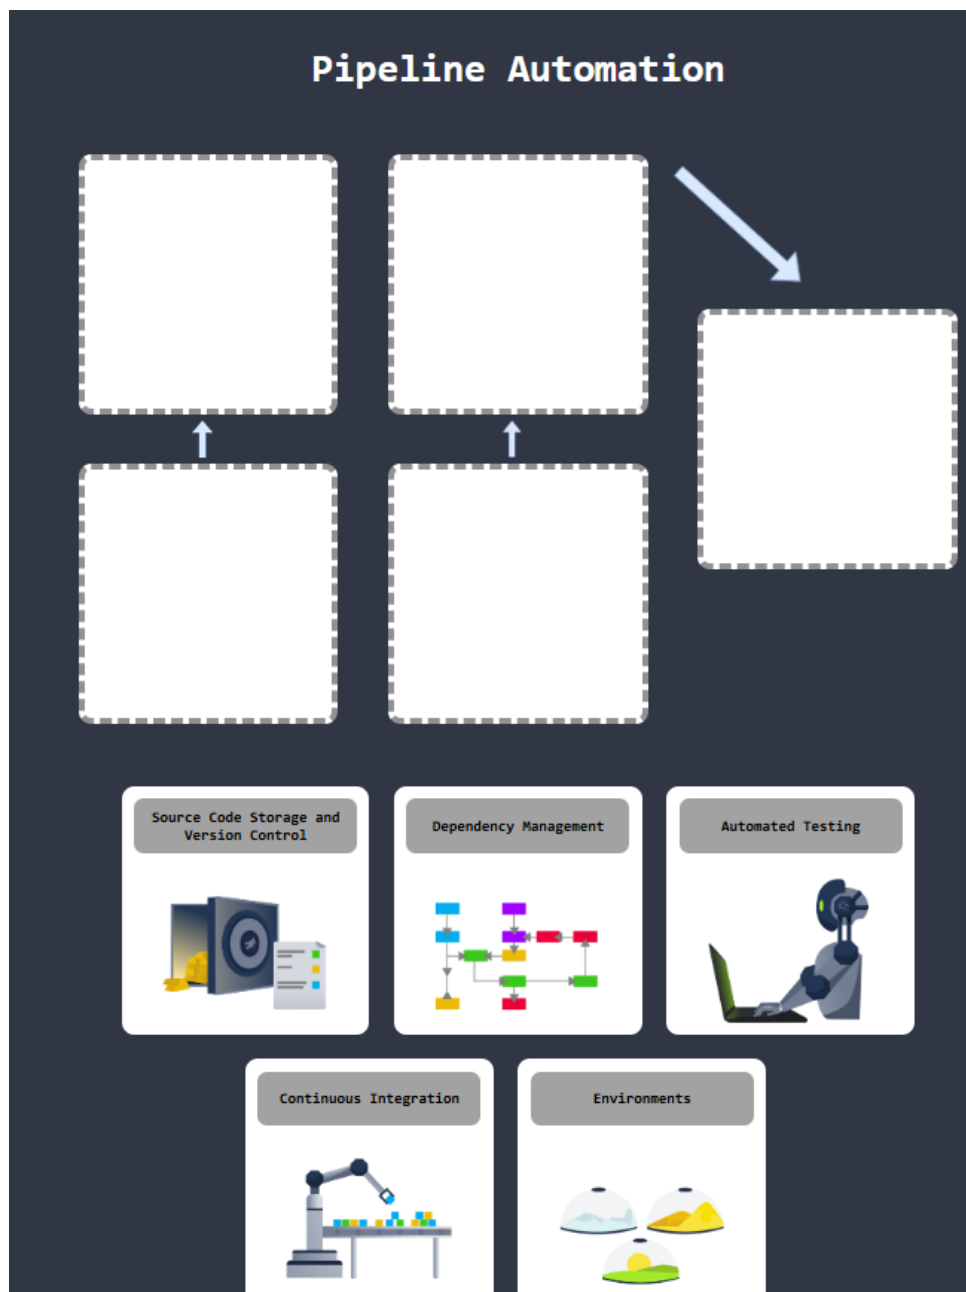 Pipeline Automation
Source Code Storage and
Version Control
Dependency Management
Automated Testing
Continuous Integration
Environments